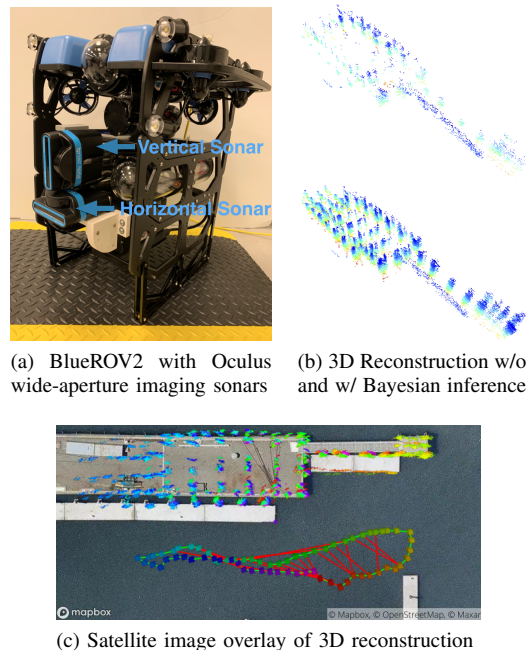 Vertical Sonar
Horizontal Sonar
(a) BlueROV2 with Oculus
wide-aperture imaging sonars
(b) 3D Reconstruction w/o
and w/ Bayesian inference
mapbox
© Mapbox, © OpenStreetMap, © Maxar
(c) Satellite image overlay of 3D reconstruction